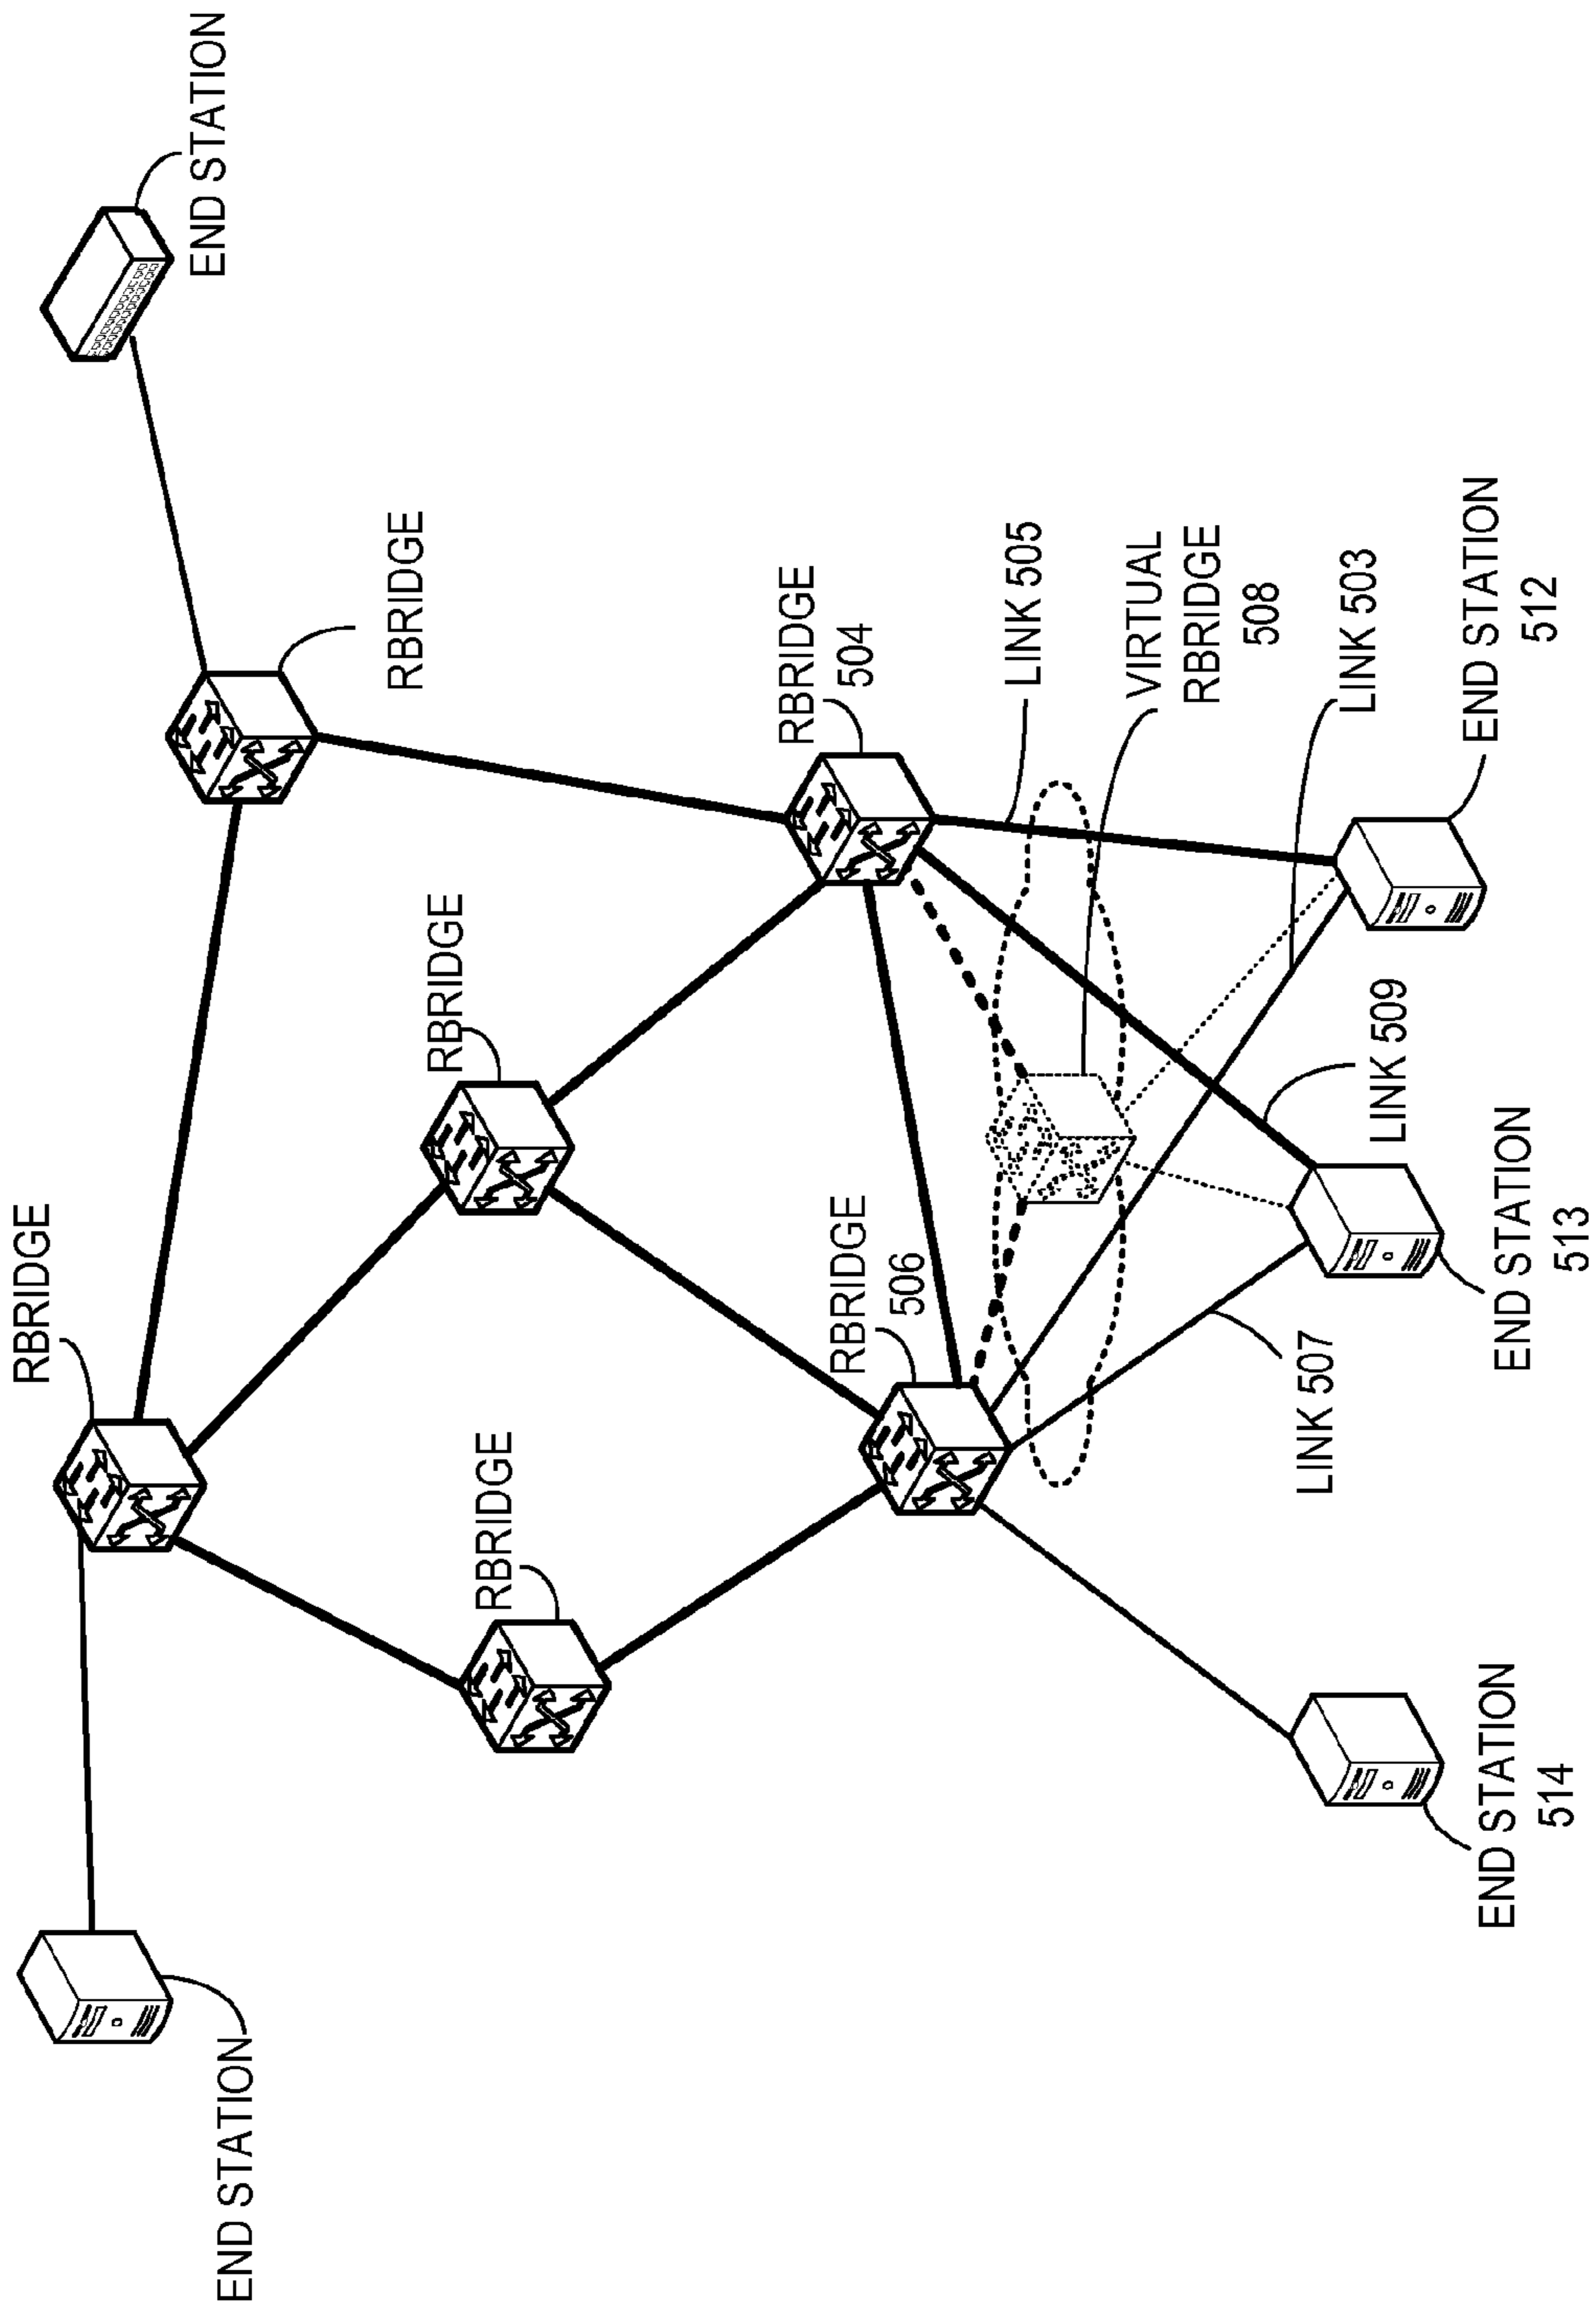 RBRIDGE
END STATION
END STATION
RBRIDGE
RBRIDGE
RBRIDGE
RBRIDGE
504
RBRIDGE
506
LINK 505
VIRTUAL
RBRIDGE
508
LINK 507
LINK 503
LINK 509
END STATION
514
END STATION
513
END STATION
512